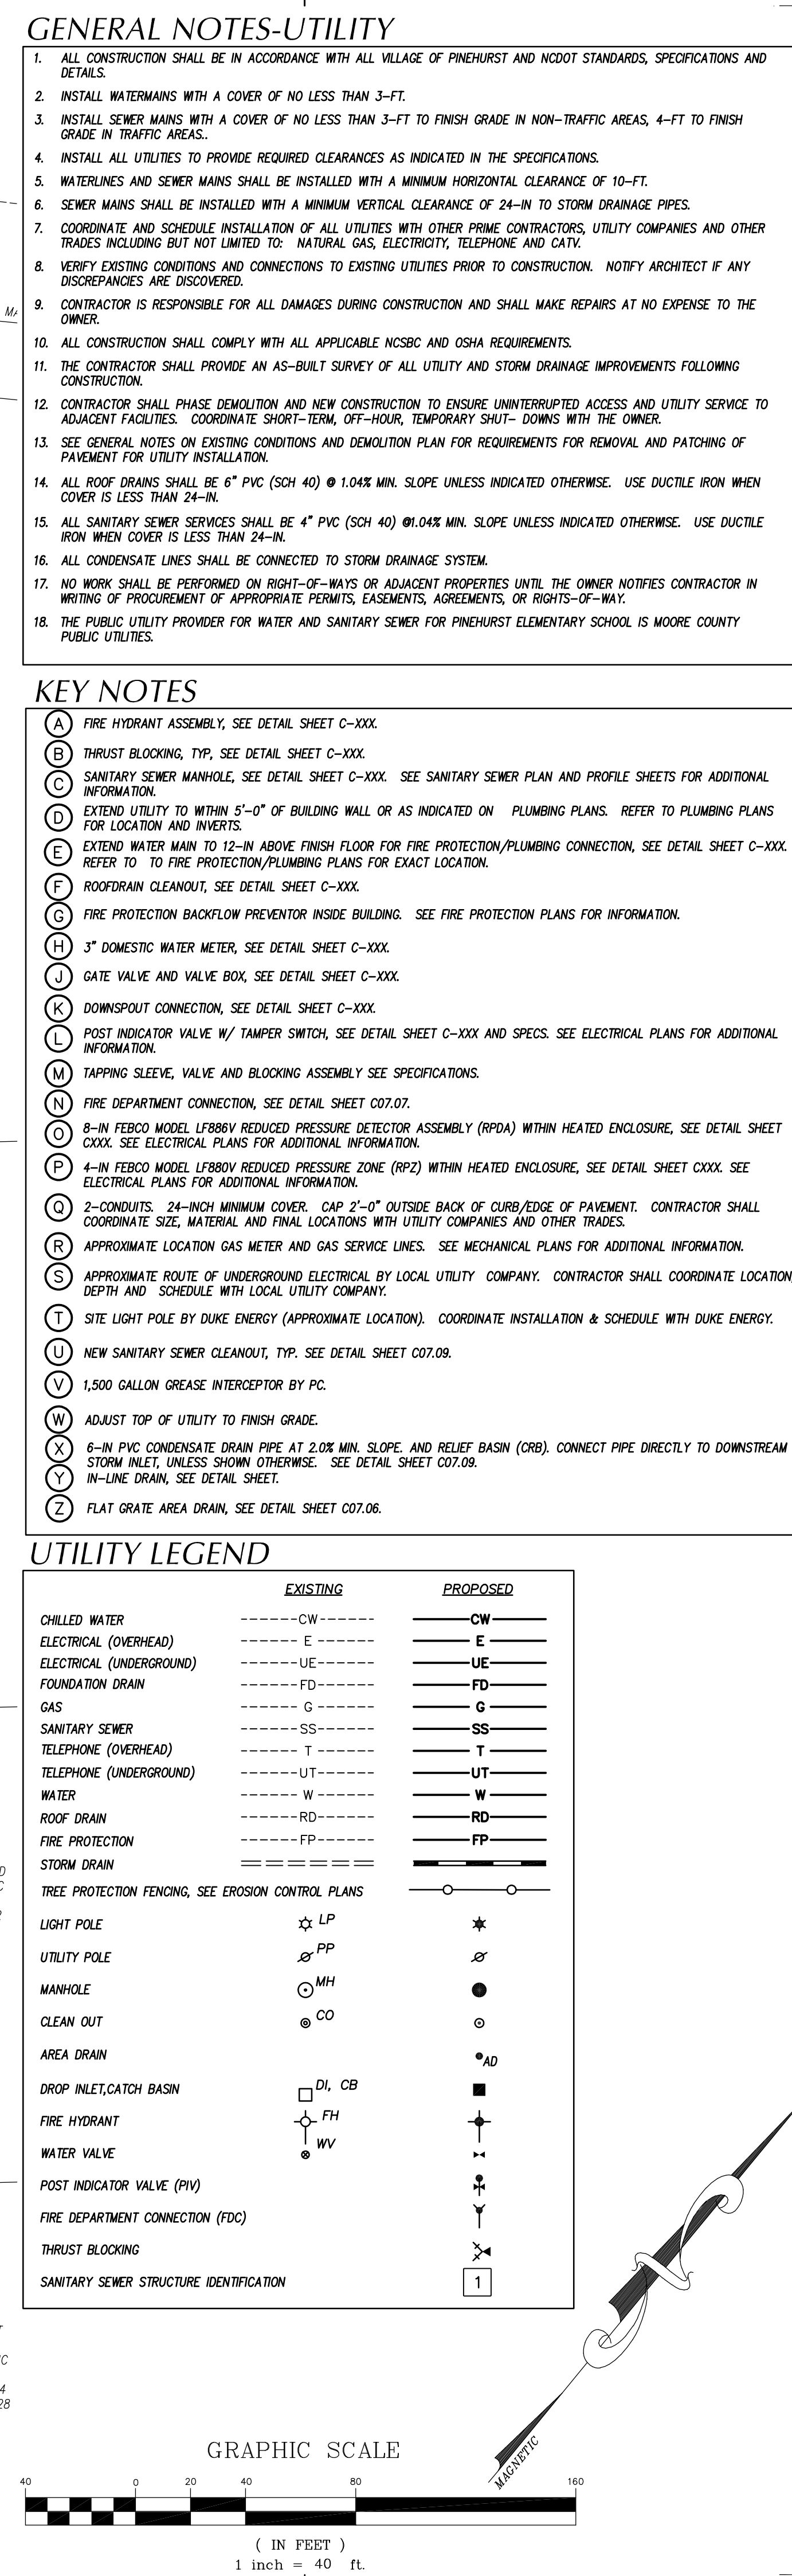 GENERAL NOTES-UTILITY
1. ALL CONSTRUCTION SHALL BE IN ACCORDANCE WITH ALL VILLAGE OF PINEHURST AND NCDOT STANDARDS, SPECIFICATIONS AND
DETAILS.
2. INSTALL WATERMAINS WITH A COVER OF NO LESS THAN 3-FT.
3. INSTALL SEWER MAINS WITH A COVER OF NO LESS THAN 3-FT TO FINISH GRADE IN NON-TRAFFIC AREAS, 4-FT TO FINISH
GRADE IN TRAFFIC AREAS..
4. INSTALL ALL UTILITIES TO PROVIDE REQUIRED CLEARANCES AS INDICATED IN THE SPECIFICATIONS.
5. WATERLINES AND SEWER MAINS SHALL BE INSTALLED WITH A MINIMUM HORIZONTAL CLEARANCE OF 10-FT.
6. SEWER MAINS SHALL BE INSTALLED WITH A MINIMUM VERTICAL CLEARANCE OF 24-IN TO STORM DRAINAGE PIPES.
7. COORDINATE AND SCHEDULE INSTALLATION OF ALL UTILITIES WITH OTHER PRIME CONTRACTORS, UTILITY COMPANIES AND OTHER
TRADES INCLUDING BUT NOT LIMITED TO: NATURAL GAS, ELECTRICITY, TELEPHONE AND CATV.
8. VERIFY EXISTING CONDITIONS AND CONNECTIONS TO EXISTING UTILITIES PRIOR TO CONSTRUCTION. NOTIFY ARCHITECT IF ANY
DISCREPANCIES ARE DISCOVERED.
9. CONTRACTOR IS RESPONSIBLE FOR ALL DAMAGES DURING CONSTRUCTION AND SHALL MAKE REPAIRS AT NO EXPENSE TO THE
OWNER.
10. ALL CONSTRUCTION SHALL COMPLY WITH ALL APPLICABLE NCSBC AND OSHA REQUIREMENTS.
11. THE CONTRACTOR SHALL PROVIDE AN AS-BUILT SURVEY OF ALL UTILITY AND STORM DRAINAGE IMPROVEMENTS FOLLOWING
CONSTRUCTION.
12. CONTRACTOR SHALL PHASE DEMOLITION AND NEW CONSTRUCTION TO ENSURE UNINTERRUPTED ACCESS AND UTILITY SERVICE TO
ADJACENT FACILITIES. COORDINATE SHORT-TERM, OFF-HOUR, TEMPORARY SHUT- DOWNS WITH THE OWNER.
13. SEE GENERAL NOTES ON EXISTING CONDITIONS AND DEMOLITION PLAN FOR REQUIREMENTS FOR REMOVAL AND PATCHING OF
PAVEMENT FOR UTILITY INSTALLATION.
14. ALL ROOF DRAINS SHALL BE 6" PVC (SCH 40) @ 1.04% MIN. SLOPE UNLESS INDICATED OTHERWISE. USE DUCTILE IRON WHEN
COVER IS LESS THAN 24-IN.
15. ALL SANITARY SEWER SERVICES SHALL BE 4" PVC (SCH 40) @1.04% MIN. SLOPE UNLESS INDICATED OTHERWISE. USE DUCTILE
IRON WHEN COVER IS LESS THAN 24-IN.
16. ALL CONDENSATE LINES SHALL BE CONNECTED TO STORM DRAINAGE SYSTEM.
17. NO WORK SHALL BE PERFORMED ON RIGHT-OF-WAYS OR ADJACENT PROPERTIES UNTIL THE OWNER NOTIFIES CONTRACTOR IN
WRITING OF PROCUREMENT OF APPROPRIATE PERMITS, EASEMENTS, AGREEMENTS, OR RIGHTS-OF-WAY.
18. THE PUBLIC UTILITY PROVIDER FOR WATER AND SANITARY SEWER FOR PINEHURST ELEMENTARY SCHOOL IS MOORE COUNTY
PUBLIC UTILITIES.
KEY NOTES
A FIRE HYDRANT ASSEMBLY, SEE DETAIL SHEET C-XXX.
B THRUST BLOCKING, TYP, SEE DETAIL SHEET C-XXX.
C SANITARY SEWER MANHOLE, SEE DETAIL SHEET C-XXX. SEE SANITARY SEWER PLAN AND PROFILE SHEETS FOR ADDITIONAL
INFORMATION.
D EXTEND UTILITY TO WITHIN 5'-0" OF BUILDING WALL OR AS INDICATED ON PLUMBING PLANS. REFER TO PLUMBING PLANS
FOR LOCATION AND INVERTS.
E EXTEND WATER MAIN TO 12-IN ABOVE FINISH FLOOR FOR FIRE PROTECTION/PLUMBING CONNECTION, SEE DETAIL SHEET C-XXX.
REFER TO TO FIRE PROTECTION/PLUMBING PLANS FOR EXACT LOCATION.
F ROOFDRAIN CLEANOUT, SEE DETAIL SHEET C-XXX.
G FIRE PROTECTION BACKFLOW PREVENTOR INSIDE BUILDING. SEE FIRE PROTECTION PLANS FOR INFORMATION.
H 3" DOMESTIC WATER METER, SEE DETAIL SHEET C-XXX.
J GATE VALVE AND VALVE BOX, SEE DETAIL SHEET C-XXX.
K DOWNSPOUT CONNECTION, SEE DETAIL SHEET C-XXX.
L POST INDICATOR VALVE W/ TAMPER SWITCH, SEE DETAIL SHEET C-XXX AND SPECS. SEE ELECTRICAL PLANS FOR ADDITIONAL
INFORMATION.
M TAPPING SLEEVE, VALVE AND BLOCKING ASSEMBLY SEE SPECIFICATIONS.
N FIRE DEPARTMENT CONNECTION, SEE DETAIL SHEET C07.07.
O 8-IN FEBCO MODEL LF886V REDUCED PRESSURE DETECTOR ASSEMBLY (RPDA) WITHIN HEATED ENCLOSURE, SEE DETAIL SHEET
CXXX. SEE ELECTRICAL PLANS FOR ADDITIONAL INFORMATION.
P 4-IN FEBCO MODEL LF880V REDUCED PRESSURE ZONE (RPZ) WITHIN HEATED ENCLOSURE, SEE DETAIL SHEET CXXX. SEE
ELECTRICAL PLANS FOR ADDITIONAL INFORMATION.
Q 2-CONDUITS. 24-INCH MINIMUM COVER. CAP 2'-0" OUTSIDE BACK OF CURB/EDGE OF PAVEMENT. CONTRACTOR SHALL
COORDINATE SIZE, MATERIAL AND FINAL LOCATIONS WITH UTILITY COMPANIES AND OTHER TRADES.
R APPROXIMATE LOCATION GAS METER AND GAS SERVICE LINES. SEE MECHANICAL PLANS FOR ADDITIONAL INFORMATION.
S APPROXIMATE ROUTE OF UNDERGROUND ELECTRICAL BY LOCAL UTILITY COMPANY. CONTRACTOR SHALL COORDINATE LOCATION,
DEPTH AND SCHEDULE WITH LOCAL UTILITY COMPANY.
T SITE LIGHT POLE BY DUKE ENERGY (APPROXIMATE LOCATION). COORDINATE INSTALLATION & SCHEDULE WITH DUKE ENERGY.
U NEW SANITARY SEWER CLEANOUT, TYP. SEE DETAIL SHEET C07.09.
V 1,500 GALLON GREASE INTERCEPTOR BY PC.
W ADJUST TOP OF UTILITY TO FINISH GRADE.
X 6-IN PVC CONDENSATE DRAIN PIPE AT 2.0% MIN. SLOPE. AND RELIEF BASIN (CRB). CONNECT PIPE DIRECTLY TO DOWNSTREAM
STORM INLET, UNLESS SHOWN OTHERWISE. SEE DETAIL SHEET C07.09.
Y IN-LINE DRAIN, SEE DETAIL SHEET.
Z FLAT GRATE AREA DRAIN, SEE DETAIL SHEET C07.06.
UTILITY LEGEND
EXISTING PROPOSED
CHILLED WATER CW CW
ELECTRICAL (OVERHEAD) E E
ELECTRICAL (UNDERGROUND) UE UE
FOUNDATION DRAIN FD FD
GAS G G
SANITARY SEWER SS SS
TELEPHONE (OVERHEAD) T T
TELEPHONE (UNDERGROUND) UT UT
WATER W W
ROOF DRAIN RD RD
FIRE PROTECTION FP FP
STORM DRAIN
TREE PROTECTION FENCING, SEE EROSION CONTROL PLANS
LIGHT POLE LP
UTILITY POLE PP
MANHOLE MH
CLEAN OUT CO
AREA DRAIN AD
DROP INLET,CATCH BASIN DI, CB
FIRE HYDRANT FH
WATER VALVE WV
POST INDICATOR VALVE (PIV)
FIRE DEPARTMENT CONNECTION (FDC)
THRUST BLOCKING
SANITARY SEWER STRUCTURE IDENTIFICATION 1
MAGNETIC
GRAPHIC SCALE
40 0 20 40 80 160
( IN FEET )
1 inch = 40 ft.